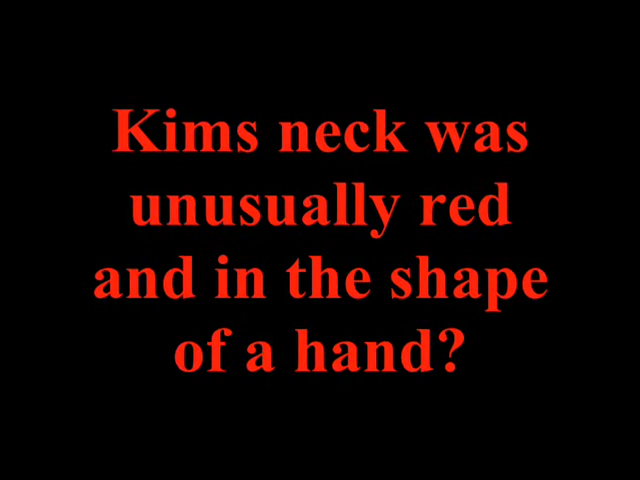 Kims neck was
unusually red
and in the shape
of a hand?